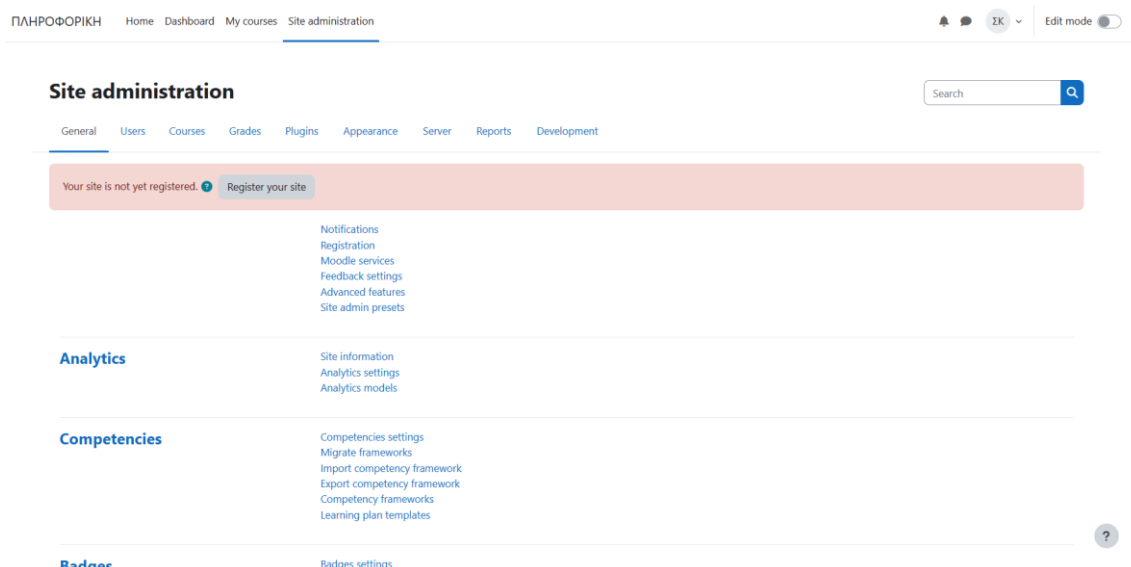 ΠΛΗΡΟΦΟΡΙΚΗ Home Dashboard My courses Site administration ΣΚ Edit mode
Site administration
Search
General Users Courses Grades Plugins Appearance Server Reports Development
Your site is not yet registered. ? Register your site
Notifications
Registration
Moodle services
Feedback settings
Advanced features
Site admin presets
Analytics
Site information
Analytics settings
Analytics models
Competencies
Competencies settings
Migrate frameworks
Import competency framework
Export competency framework
Competency frameworks
Learning plan templates
?
Badges
Badges settings